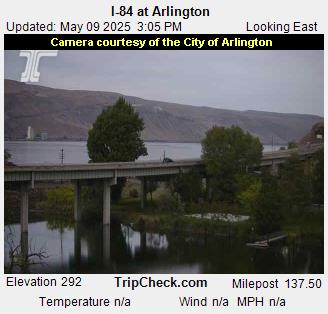 I-84 at Arlington
Updated: May 09 2025 3:05 PM Looking East
Camera courtesy of the City of Arlington
Elevation 292 TripCheck.com Milepost 137.50
Temperature n/a Wind n/a MPH n/a